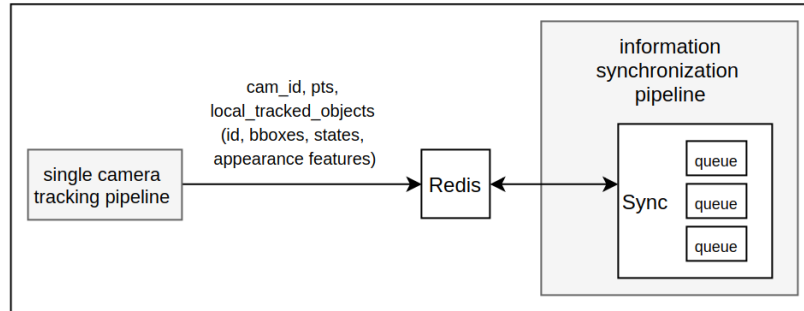 single camera
tracking pipeline
cam_id, pts,
local_tracked_objects
(id, bboxes, states,
appearance features)
Redis
information
synchronization
pipeline
Sync
queue
queue
queue